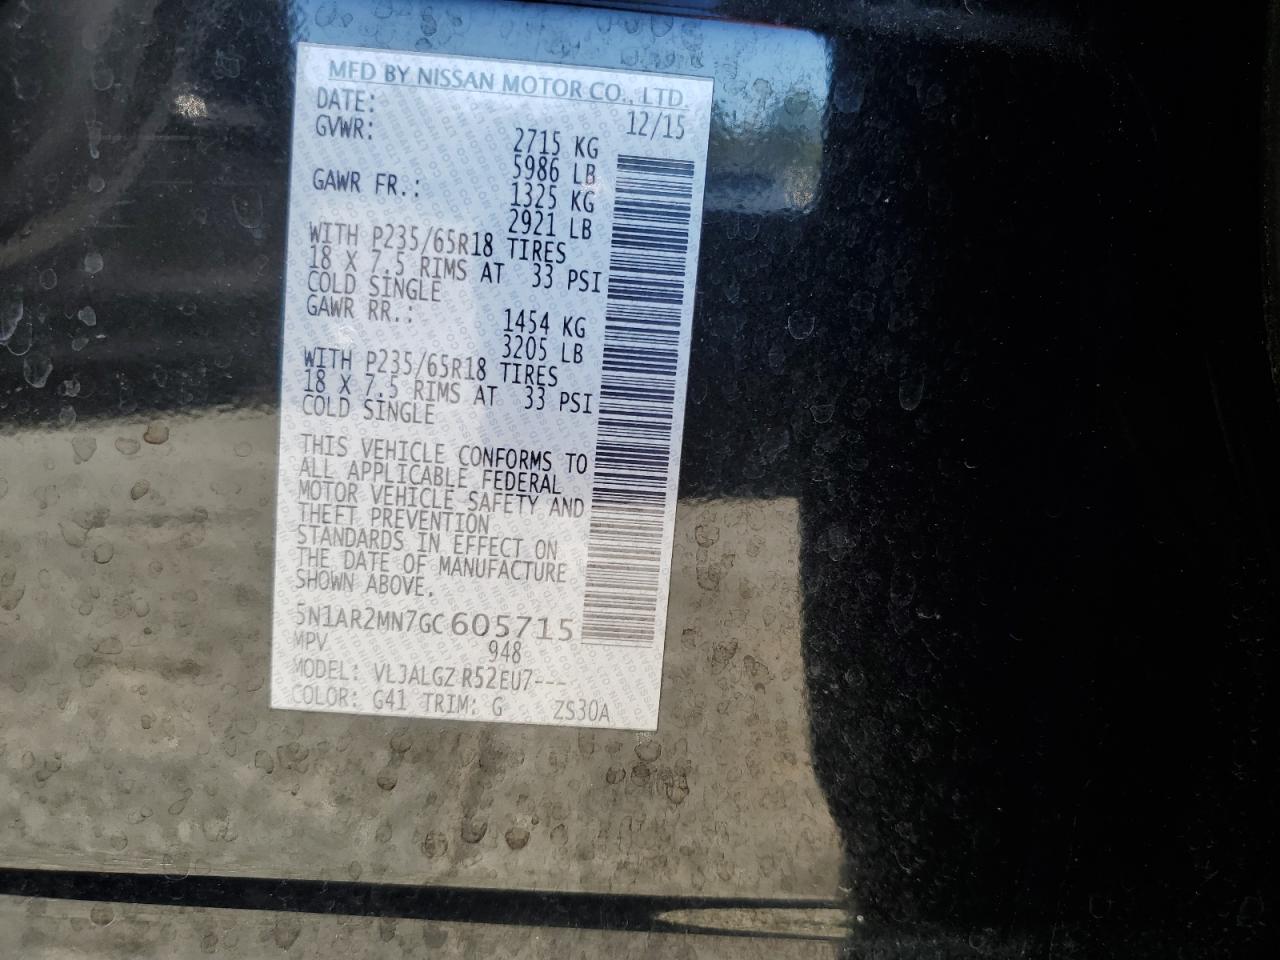 MFD BY NISSAN MOTOR CO., LTD.
DATE: 12/15
GVWR: 2715 KG
5986 LB
GAWR FR.: 1325 KG
2921 LB
WITH P235/65R18 TIRES
18 X 7.5 RIMS AT 33 PSI
COLD SINGLE
GAWR RR.: 1454 KG
3205 LB
WITH P235/65R18 TIRES
18 X 7.5 RIMS AT 33 PSI
COLD SINGLE
THIS VEHICLE CONFORMS TO
ALL APPLICABLE FEDERAL
MOTOR VEHICLE SAFETY AND
THEFT PREVENTION
STANDARDS IN EFFECT ON
THE DATE OF MANUFACTURE
SHOWN ABOVE.
5N1AR2MN7GC605715
MPV 948
MODEL: VL3ALGZ R52EU7---
COLOR: G41 TRIM: G ZS30A